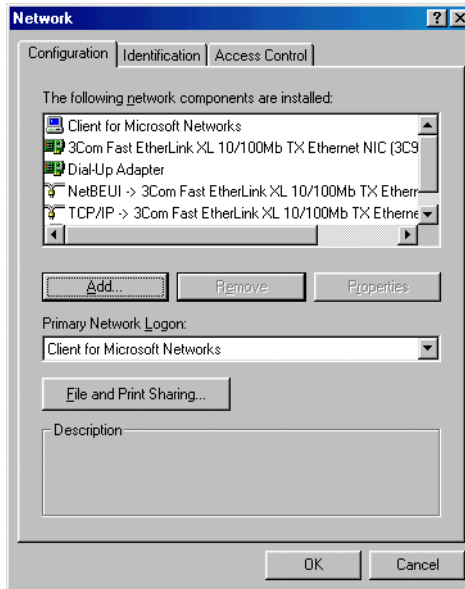 Network
Configuration Identification Access Control
The following network components are installed:
Client for Microsoft Networks
3Com Fast EtherLink XL 10/100Mb TX Ethernet NIC (3C9
Dial-Up Adapter
NetBEUI -> 3Com Fast EtherLink XL 10/100Mb TX Ethern
TCP/IP -> 3Com Fast EtherLink XL 10/100Mb TX Etherne
Add... Remove Properties
Primary Network Logon:
Client for Microsoft Networks
File and Print Sharing...
Description
OK Cancel